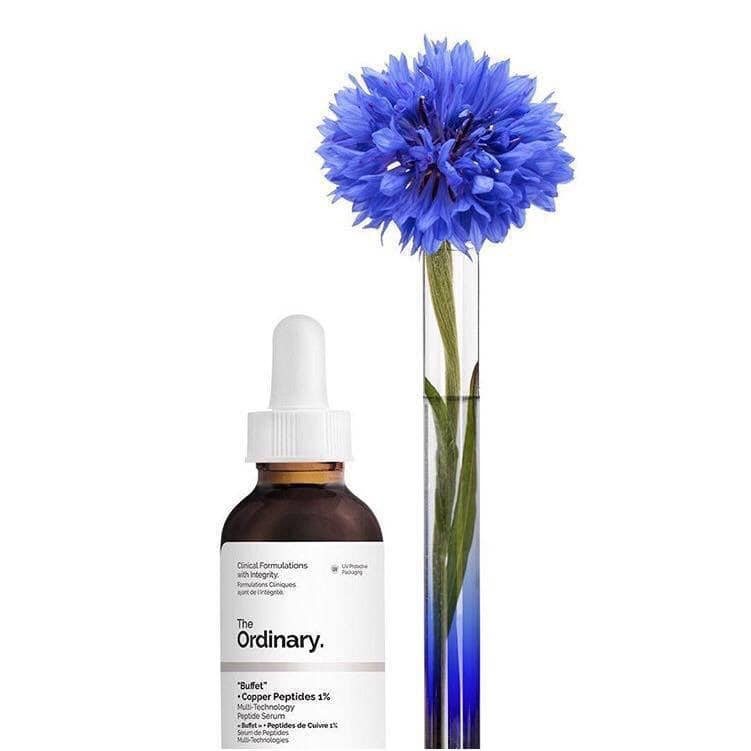 Clinical Formulations
with Integrity.
Formulations Cliniques
ayant de l'intégrité.
UV Protective
Packaging
The
Ordinary.
"Buffet"
+ Copper Peptides 1%
Multi-Technology
Peptide Serum
« Buffet » + Peptides de Cuivre 1%
Sérum de Peptides
Multi-Technologies